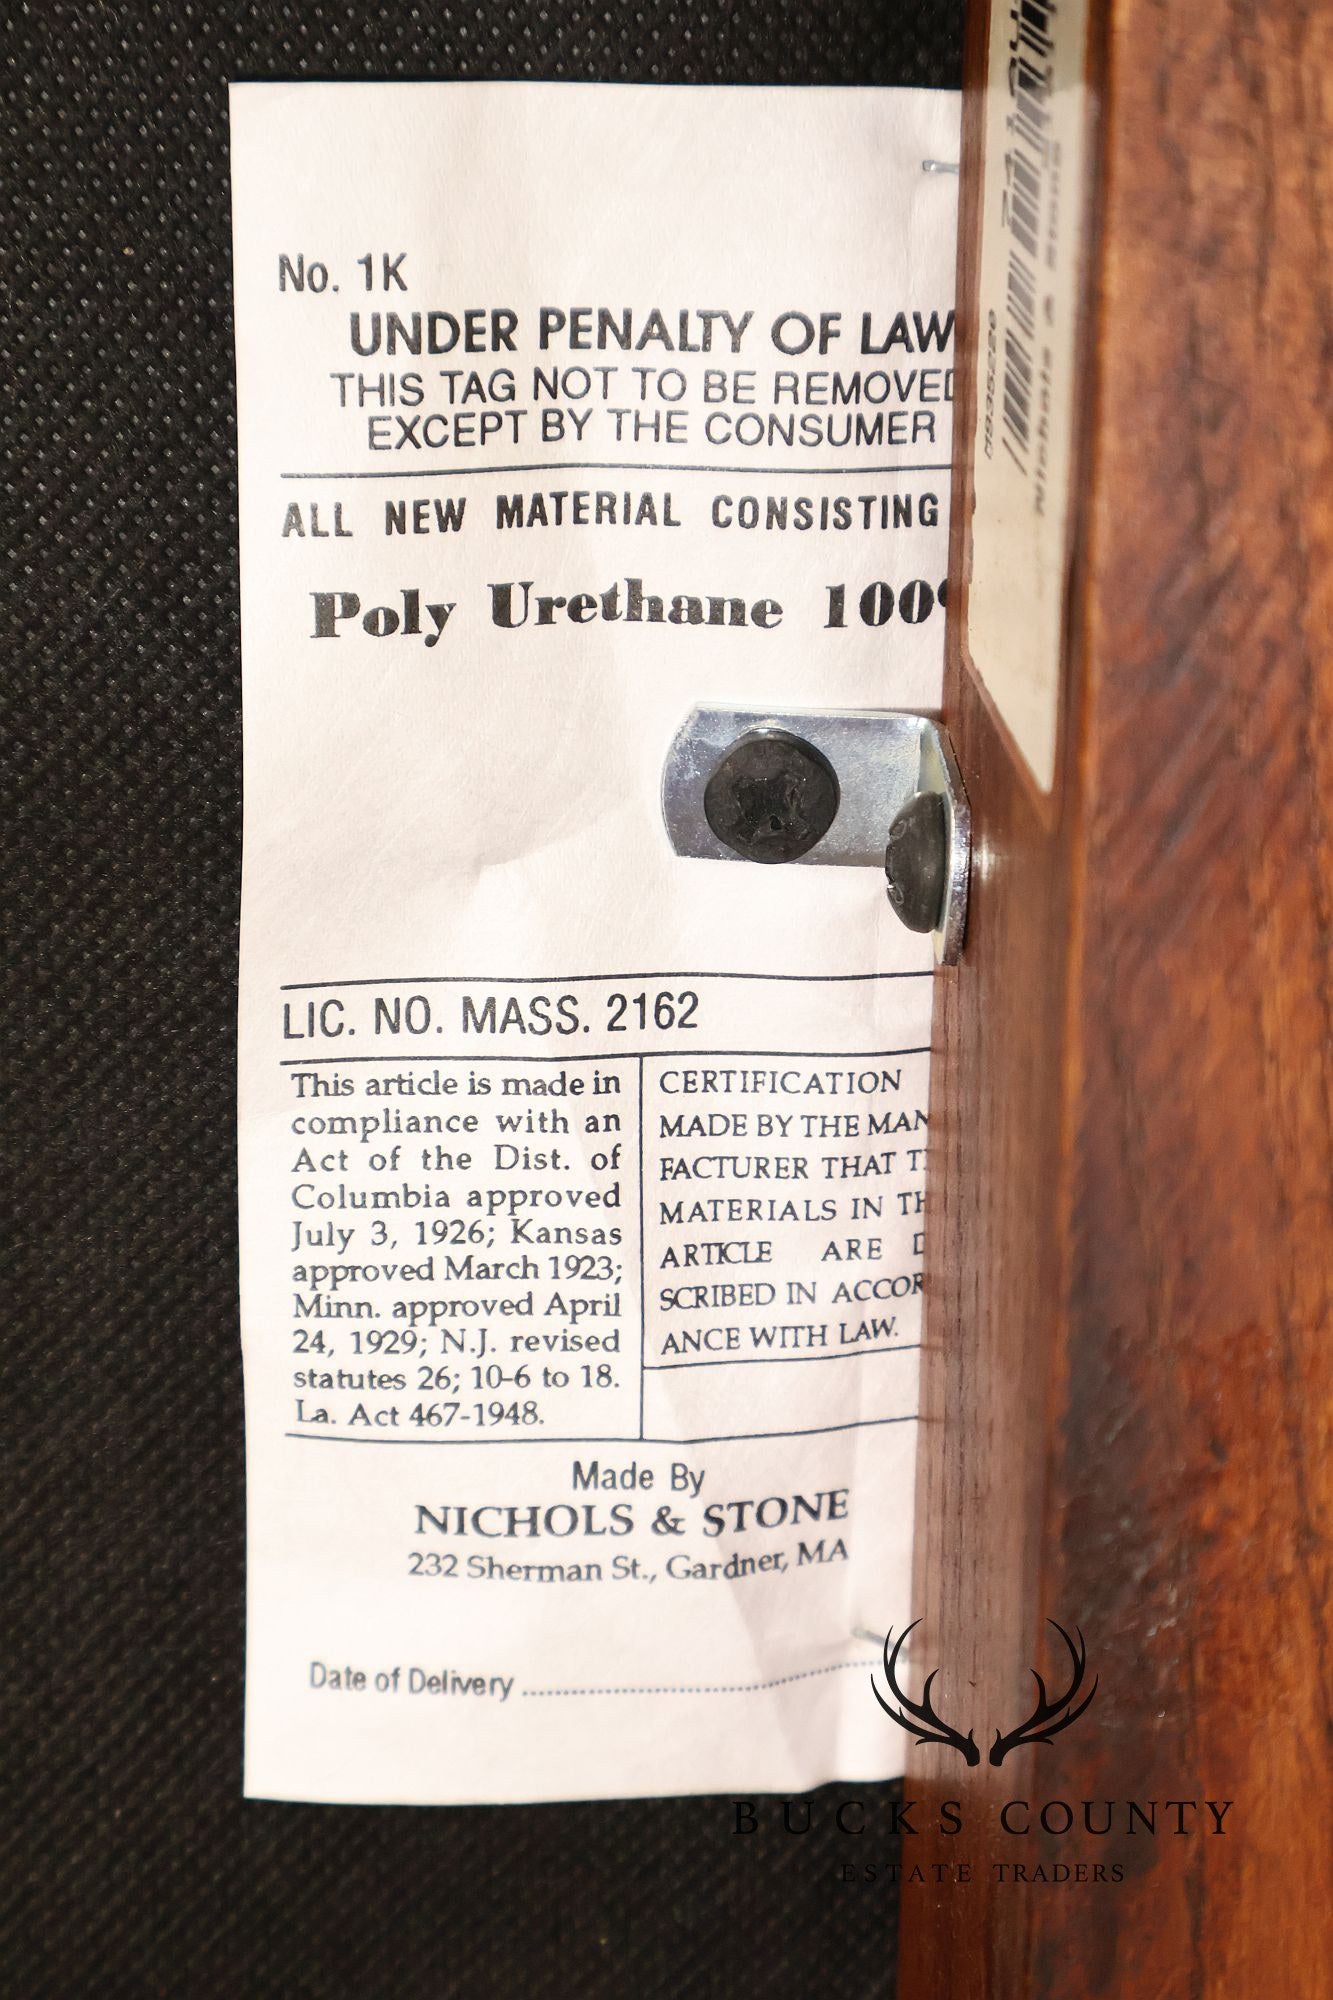 No. 1K
UNDER PENALTY OF LAW
THIS TAG NOT TO BE REMOVED
EXCEPT BY THE CONSUMER
ALL NEW MATERIAL CONSISTING
Poly Urethane 100%
LIC. NO. MASS. 2162
This article is made in
compliance with an
Act of the Dist. of
Columbia approved
July 3, 1926; Kansas
approved March 1923;
Minn. approved April
24, 1929; N.J. revised
statutes 26; 10-6 to 18.
La. Act 467-1948.
CERTIFICATION
MADE BY THE MAN
FACTURER THAT T
MATERIALS IN TH
ARTICLE ARE D
SCRIBED IN ACCOR
ANCE WITH LAW.
Made By
NICHOLS & STONE
232 Sherman St., Gardner, MA
Date of Delivery
Nichols &
BUCKS COUNTY
ESTATE TRADERS